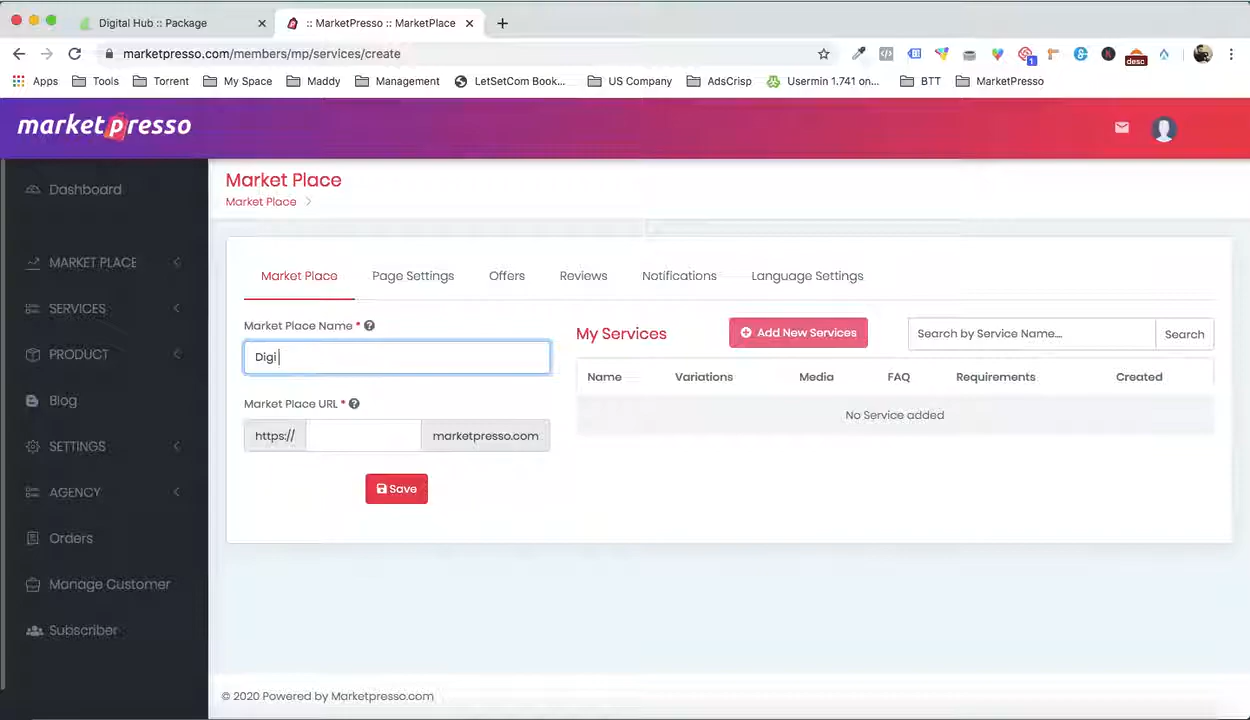 Digital Hub :: Package
:: MarketPresso :: MarketPlace
marketpresso.com/members/mp/services/create
1
desc
Apps
Tools
Torrent
My Space
Maddy
Management
LetSetCom Book...
US Company
AdsCrisp
Usermin 1.741 on...
BTT
MarketPresso
marketpresso
Dashboard
MARKET PLACE
SERVICES
PRODUCT
Blog
SETTINGS
AGENCY
Orders
Manage Customer
Subscriber
Market Place
Market Place >
Market Place
Page Settings
Offers
Reviews
Notifications
Language Settings
Market Place Name *
Digi
Market Place URL *
https://
marketpresso.com
Save
My Services
Add New Services
Search by Service Name...
Search
Name Variations Media FAQ Requirements Created
No Service added
© 2020 Powered by Marketpresso.com